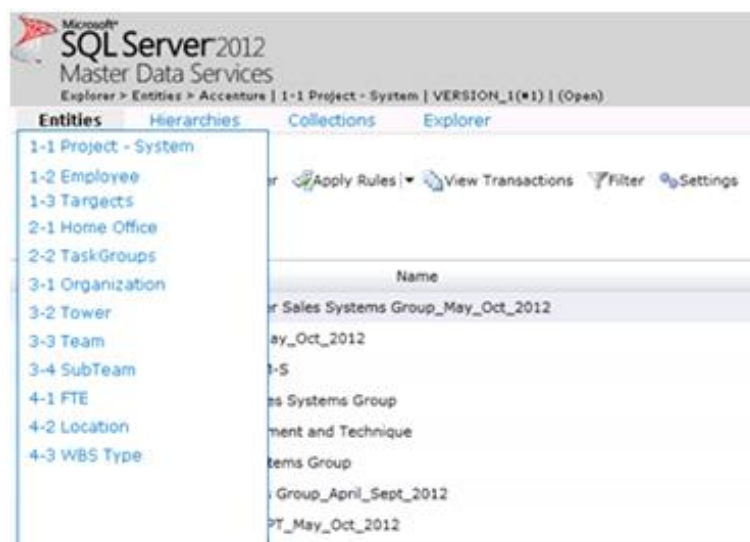 Microsoft®
SQL Server 2012
Master Data Services
Explorer > Entities > Accenture | 1-1 Project - System | VERSION_1(#1) | (Open)
Entities Hierarchies Collections Explorer
1-1 Project - System
1-2 Employee
1-3 Targects
2-1 Home Office
2-2 TaskGroups
3-1 Organization
3-2 Tower
3-3 Team
3-4 SubTeam
4-1 FTE
4-2 Location
4-3 WBS Type
r Apply Rules View Transactions Filter Settings
Name
r Sales Systems Group_May_Oct_2012
ay_Oct_2012
-S
es Systems Group
ment and Technique
tems Group
Group_April_Sept_2012
PT_May_Oct_2012